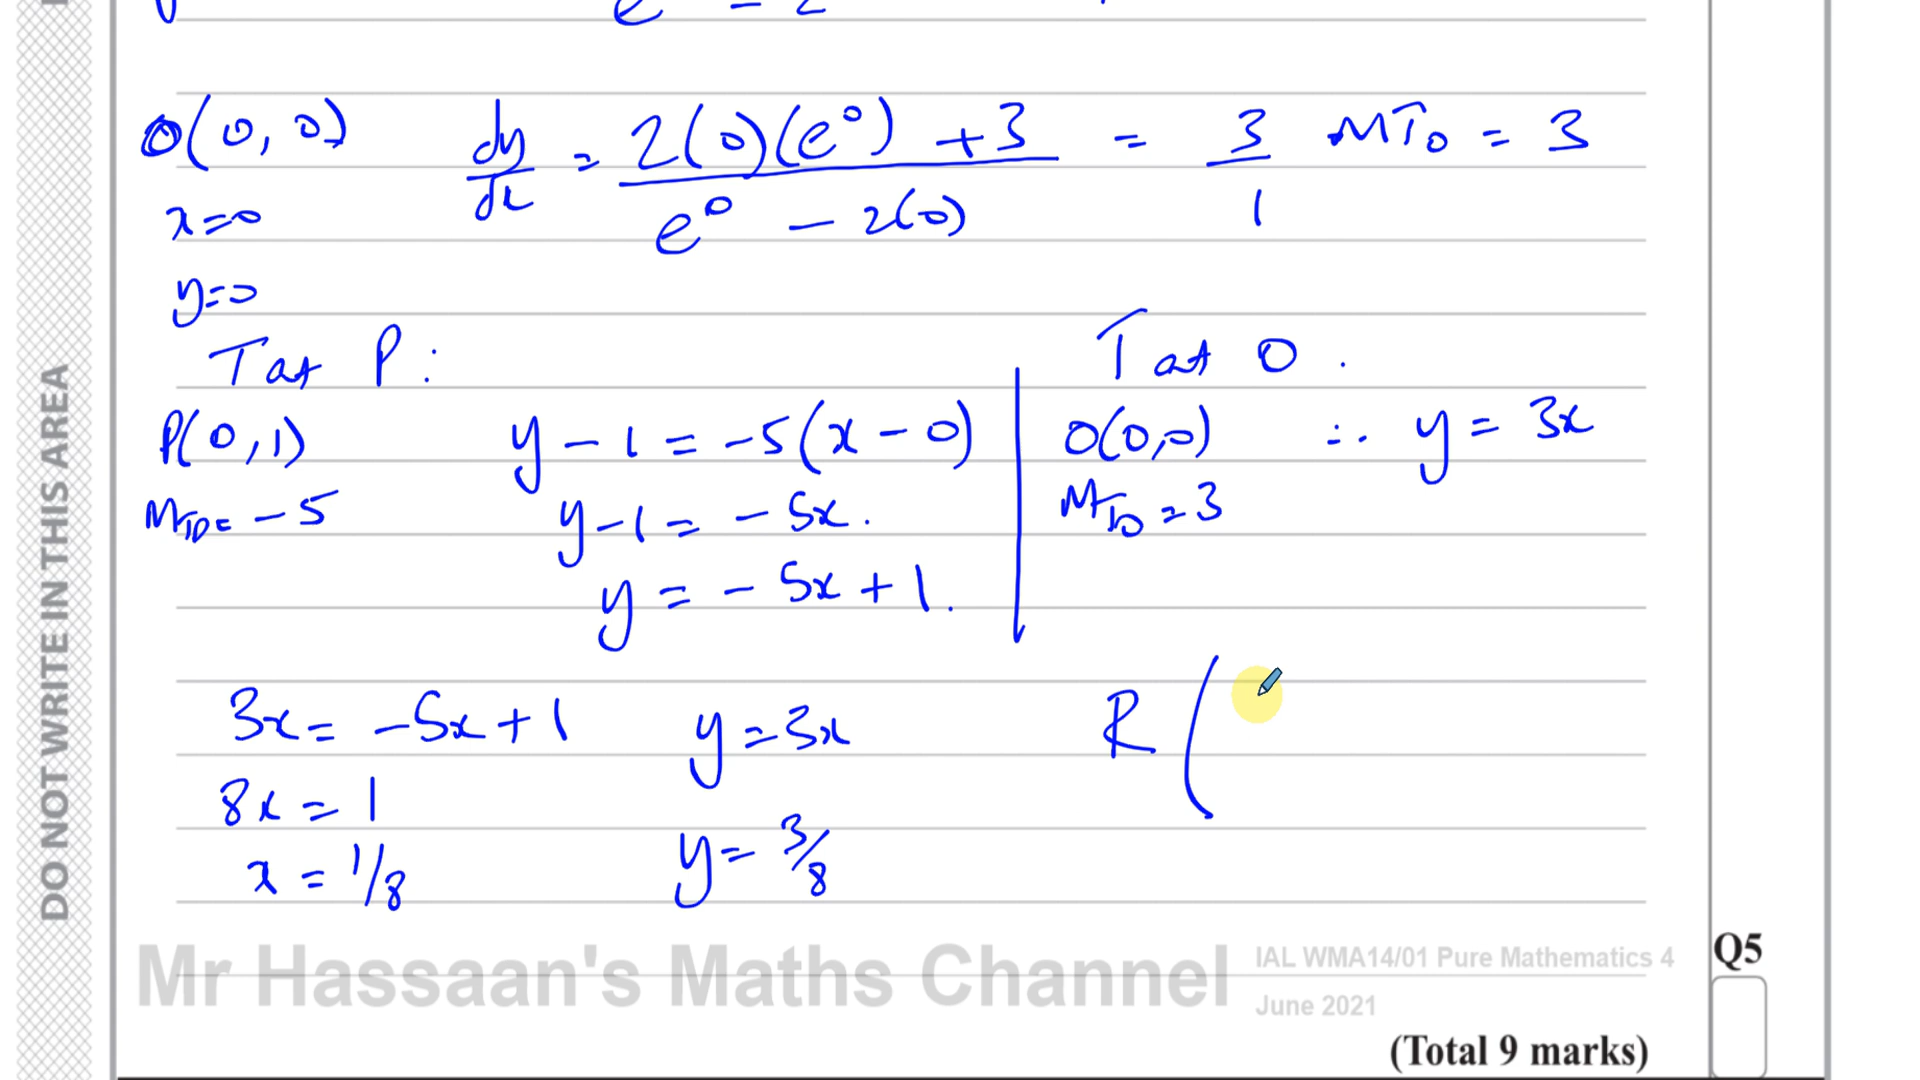 O(0,0) dy/dx = (2(0)(e⁰) + 3)/(e⁰ - 2(0)) = 3/1 MT₀ = 3
x=0
y=0
T at P: T at O.
P(0,1) y - 1 = -5(x - 0) O(0,0) ∴ y = 3x
M_TP = -5 y - 1 = -5x. M_TO = 3
y = -5x + 1.
3x = -5x + 1 y = 3x R (
8x = 1
x = 1/8 y = 3/8
Mr Hassaan's Maths Channel
IAL WMA14/01 Pure Mathematics 4
June 2021
Q5
(Total 9 marks)
DO NOT WRITE IN THIS AREA